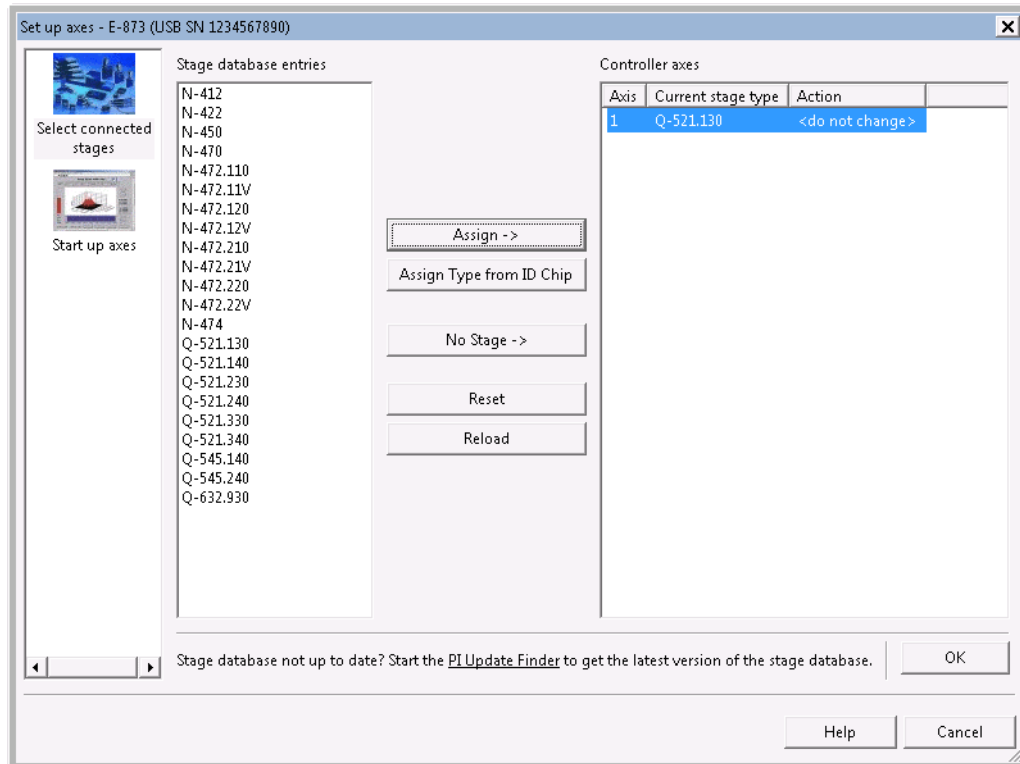 Set up axes - E-873 (USB SN 1234567890)
Select connected
stages
Start up axes
Stage database entries
N-412
N-422
N-450
N-470
N-472.110
N-472.11V
N-472.120
N-472.12V
N-472.210
N-472.21V
N-472.220
N-472.22V
N-474
Q-521.130
Q-521.140
Q-521.230
Q-521.240
Q-521.330
Q-521.340
Q-545.140
Q-545.240
Q-632.930
Assign ->
Assign Type from ID Chip
No Stage ->
Reset
Reload
Controller axes
Axis Current stage type Action
1 Q-521.130 <do not change>
Stage database not up to date? Start the PI Update Finder to get the latest version of the stage database.
OK
Help
Cancel